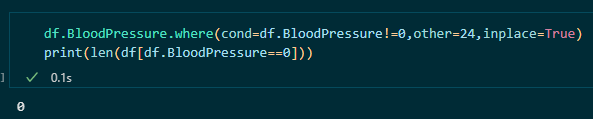 df.BloodPressure.where(cond=df.BloodPressure!=0,other=24,inplace=True)
print(len(df[df.BloodPressure==0]))
] ✓ 0.1s
0